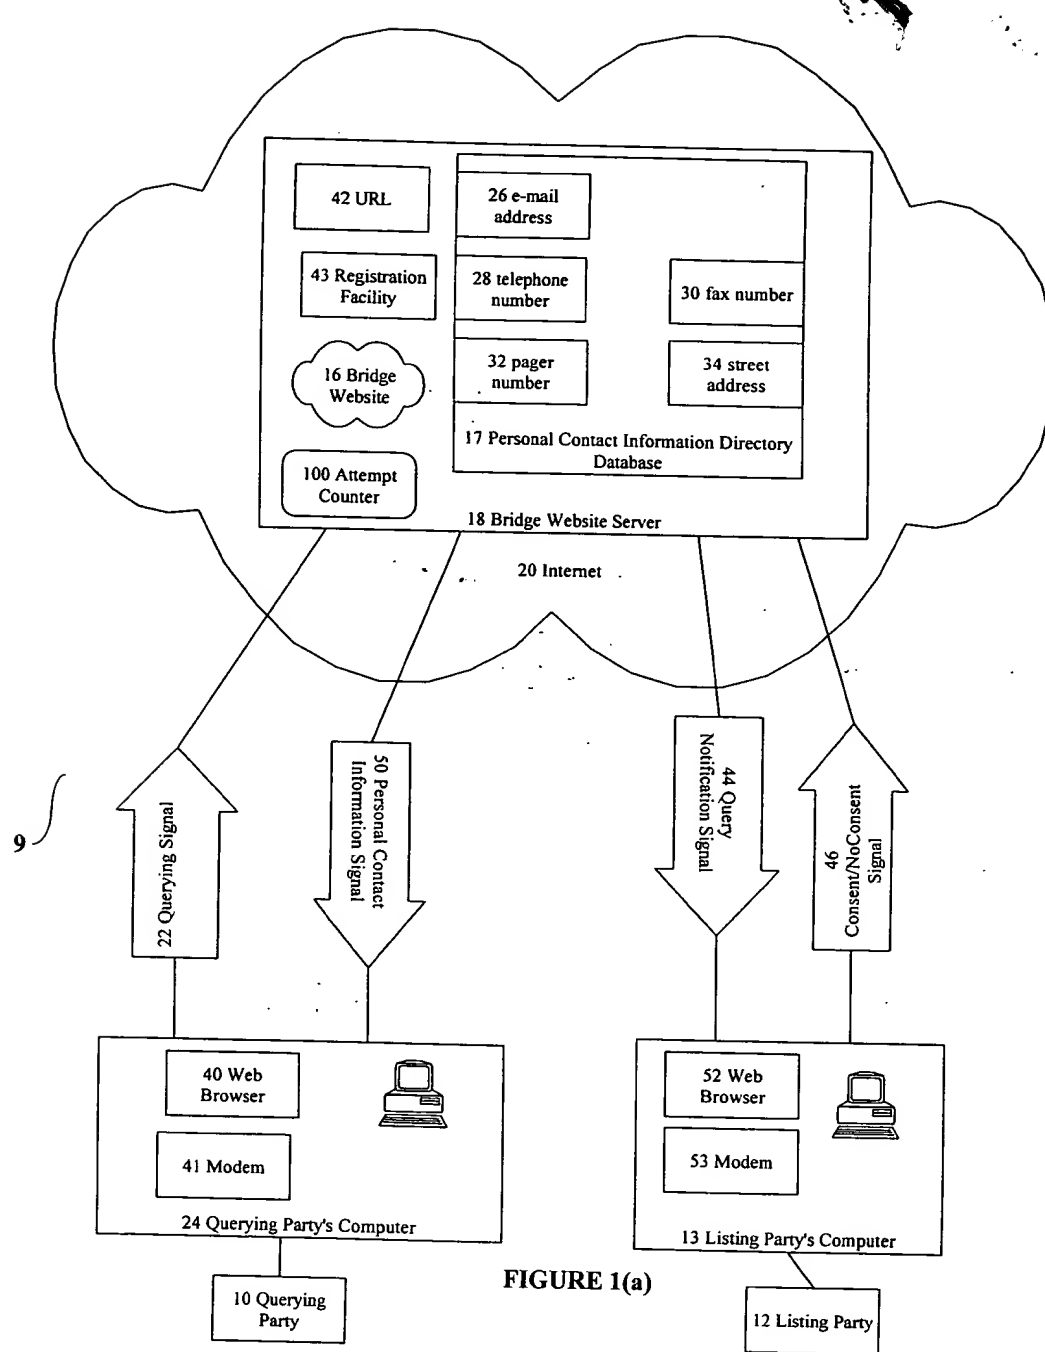 42 URL
26 e-mail
address
43 Registration
Facility
28 telephone
number
30 fax number
16 Bridge
Website
32 pager
number
34 street
address
17 Personal Contact Information Directory
Database
100 Attempt
Counter
18 Bridge Website Server
20 Internet
9
22 Querying Signal
50 Personal Contact
Information Signal
44 Query
Notification Signal
46
Consent/NoConsent
Signal
40 Web
Browser
41 Modem
24 Querying Party's Computer
52 Web
Browser
53 Modem
13 Listing Party's Computer
10 Querying
Party
FIGURE 1(a)
12 Listing Party